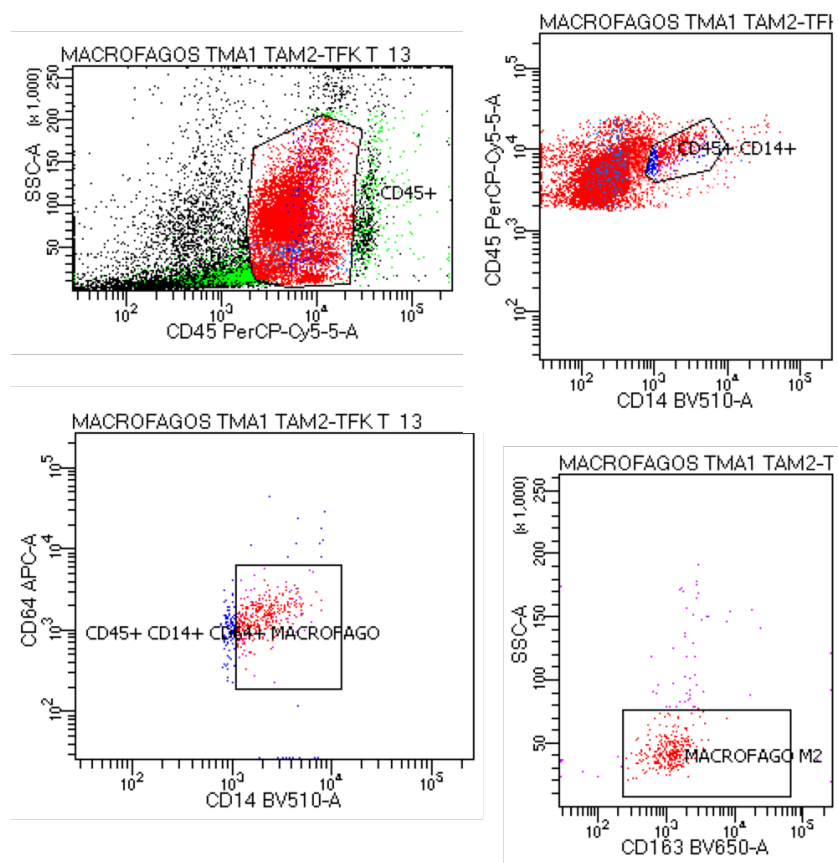 MACROFAGOS TMA1 TAM2-TFK T 13
SSC-A
(x 1,000)
250
200
150
100
50
CD45+
10² 10³ 10⁴ 10⁵
CD45 PerCP-Cy5-5-A
MACROFAGOS TMA1 TAM2-TF
CD45 PerCP-Cy5-5-A
10⁵
10⁴
10³
10²
CD45+ CD14+
10² 10³ 10⁴ 10⁵
CD14 BV510-A
MACROFAGOS TMA1 TAM2-TFK T 13
CD64 APC-A
10⁵
10⁴
10³
10²
CD45+ CD14+ CD64+ MACROFAGO
10² 10³ 10⁴ 10⁵
CD14 BV510-A
MACROFAGOS TMA1 TAM2-T
SSC-A
(x 1,000)
250
200
150
100
50
MACROFAGO M2
10² 10³ 10⁴ 10⁵
CD163 BV650-A